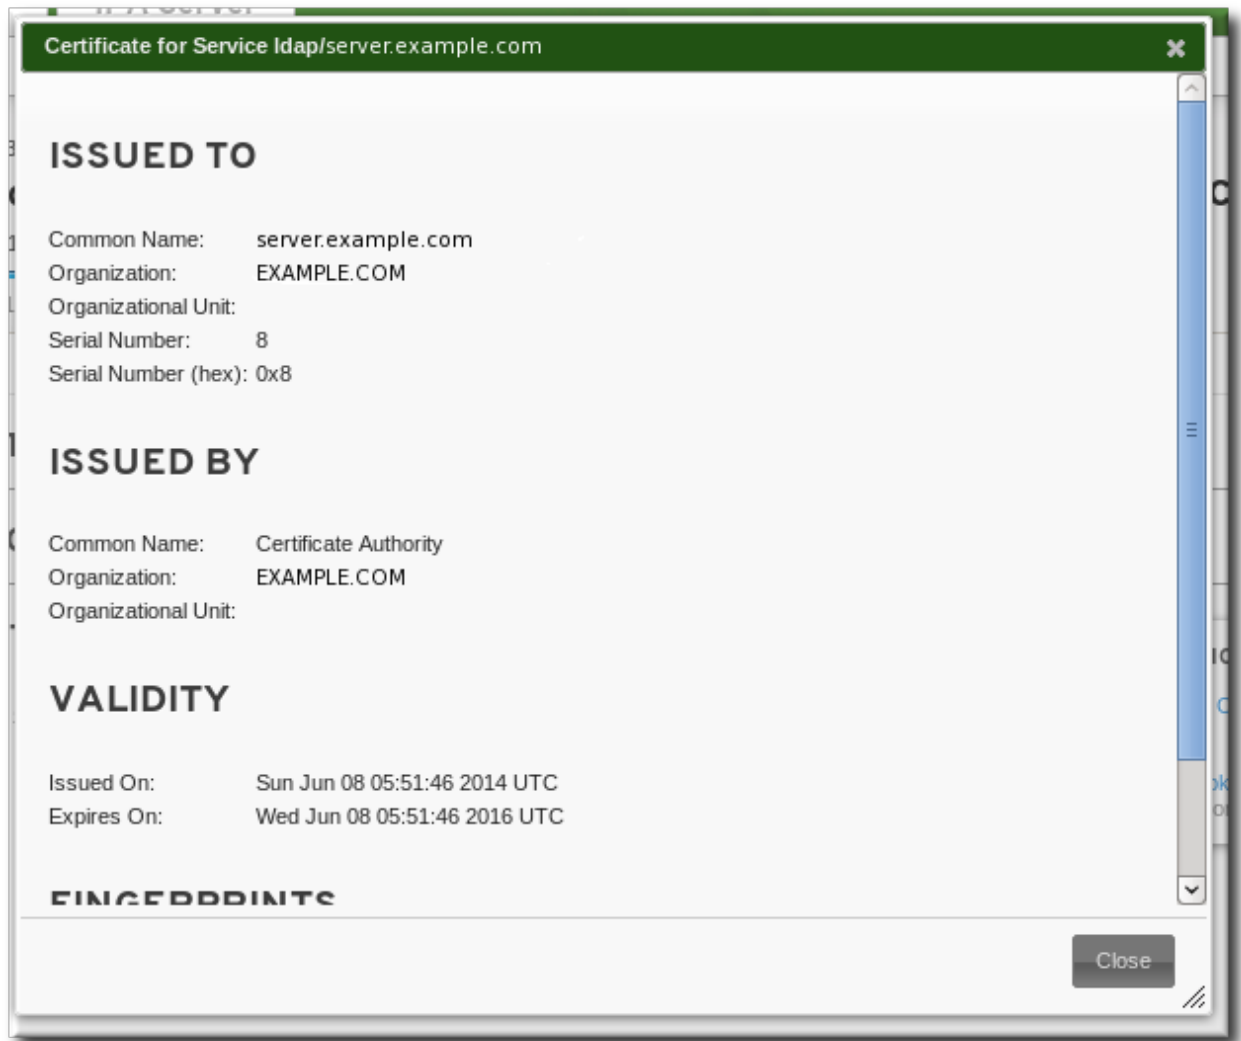 IPA Server
Certificate for Service ldap/server.example.com
ISSUED TO
Common Name: server.example.com
Organization: EXAMPLE.COM
Organizational Unit:
Serial Number: 8
Serial Number (hex): 0x8
ISSUED BY
Common Name: Certificate Authority
Organization: EXAMPLE.COM
Organizational Unit:
VALIDITY
Issued On: Sun Jun 08 05:51:46 2014 UTC
Expires On: Wed Jun 08 05:51:46 2016 UTC
FINGERPRINTS
Close